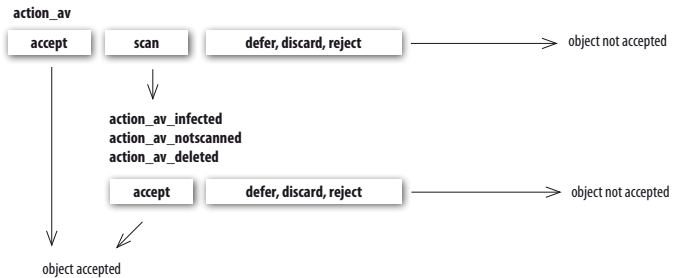 action_av
accept scan defer, discard, reject object not accepted
action_av_infected
action_av_notscanned
action_av_deleted
accept defer, discard, reject object not accepted
object accepted